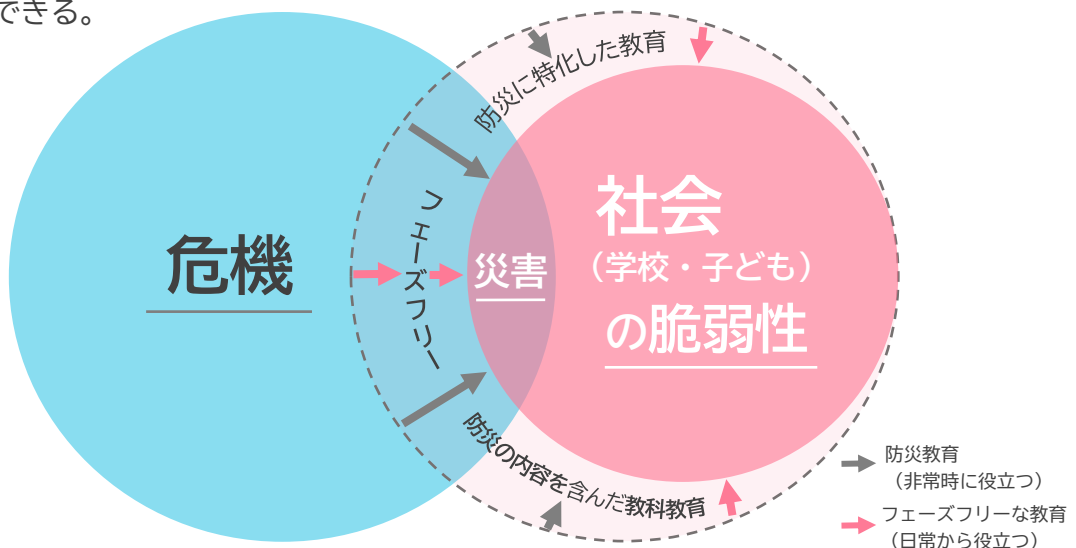 できる。
防災に特化した教育
フェーズフリー
危機
災害
社会
（学校・子ども）
の脆弱性
防災の内容を含んだ教科教育
防災教育
（非常時に役立つ）
フェーズフリーな教育
（日常から役立つ）